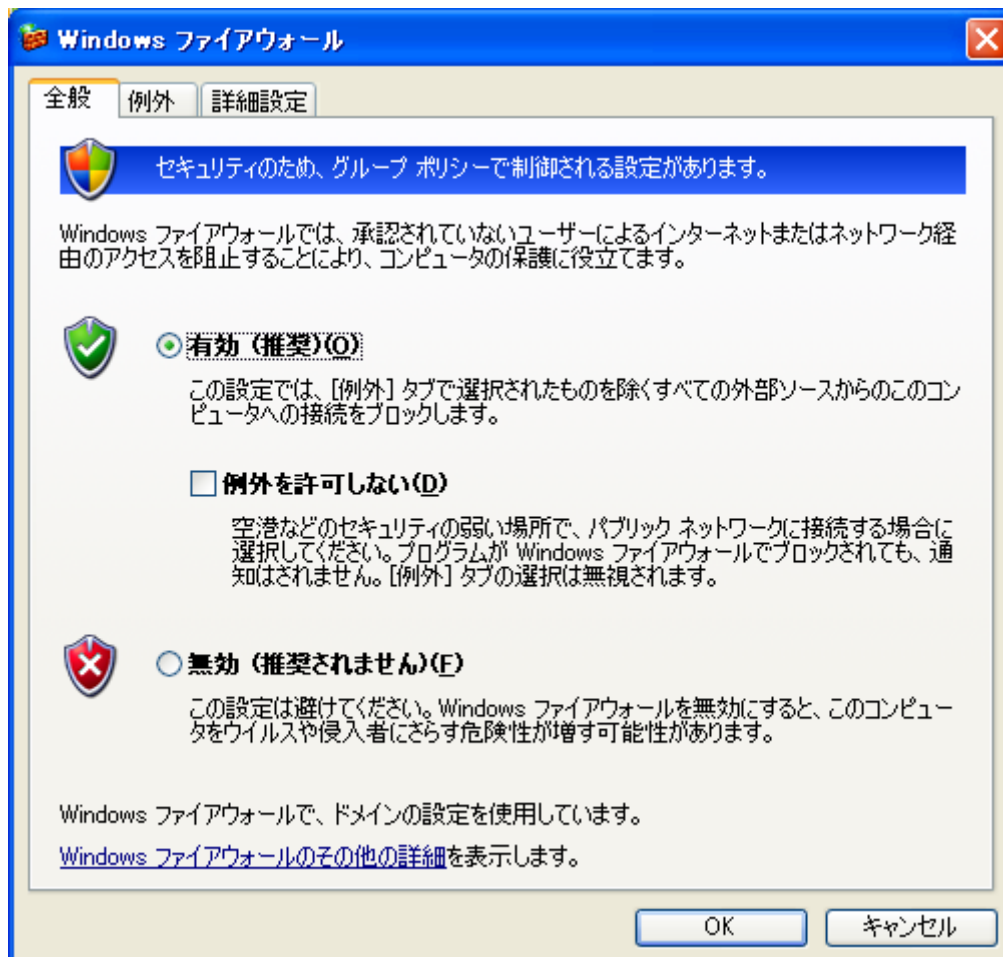 Windows ファイアウォール
全般 例外 詳細設定
セキュリティのため、グループ ポリシーで制御される設定があります。
Windows ファイアウォールでは、承認されていないユーザーによるインターネットまたはネットワーク経
由のアクセスを阻止することにより、コンピュータの保護に役立てます。
有効 (推奨)(O)
この設定では、[例外] タブで選択されたものを除くすべての外部ソースからのこのコン
ピュータへの接続をブロックします。
例外を許可しない(D)
空港などのセキュリティの弱い場所で、パブリック ネットワークに接続する場合に
選択してください。プログラムが Windows ファイアウォールでブロックされても、通
知はされません。[例外] タブの選択は無視されます。
無効 (推奨されません)(F)
この設定は避けてください。Windows ファイアウォールを無効にすると、このコンピュー
タをウイルスや侵入者にさらす危険性が増す可能性があります。
Windows ファイアウォールで、ドメインの設定を使用しています。
Windows ファイアウォールのその他の詳細を表示します。
OK キャンセル